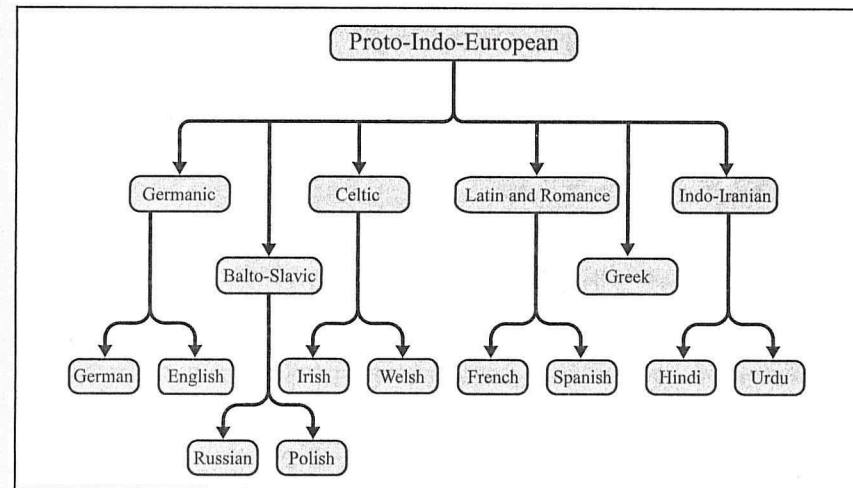 Proto-Indo-European
Germanic
Celtic
Latin and Romance
Indo-Iranian
Balto-Slavic
Greek
German
English
Irish
Welsh
French
Spanish
Hindi
Urdu
Russian
Polish